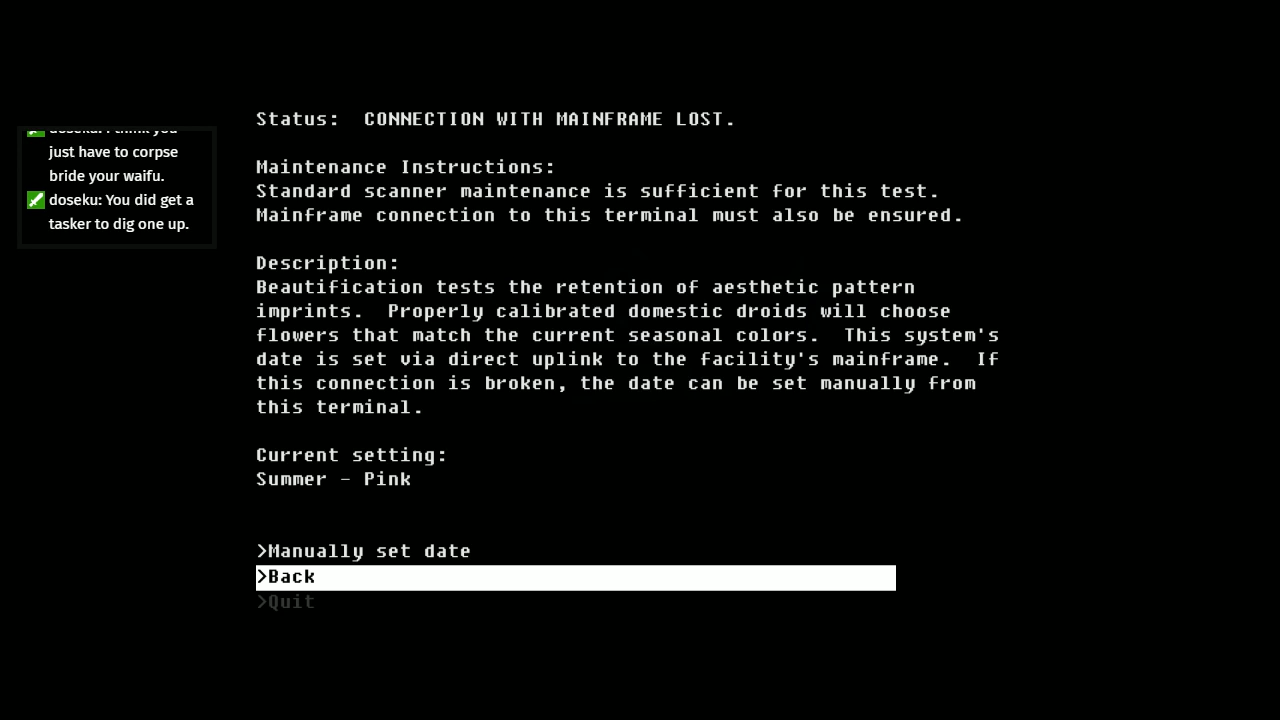 doseku: I think you
just have to corpse
bride your waifu.
doseku: You did get a
tasker to dig one up.
Status:  CONNECTION WITH MAINFRAME LOST.
Maintenance Instructions:
Standard scanner maintenance is sufficient for this test.
Mainframe connection to this terminal must also be ensured.
Description:
Beautification tests the retention of aesthetic pattern
imprints.  Properly calibrated domestic droids will choose
flowers that match the current seasonal colors.  This system's
date is set via direct uplink to the facility's mainframe.  If
this connection is broken, the date can be set manually from
this terminal.
Current setting:
Summer - Pink
>Manually set date
>Back
>Quit